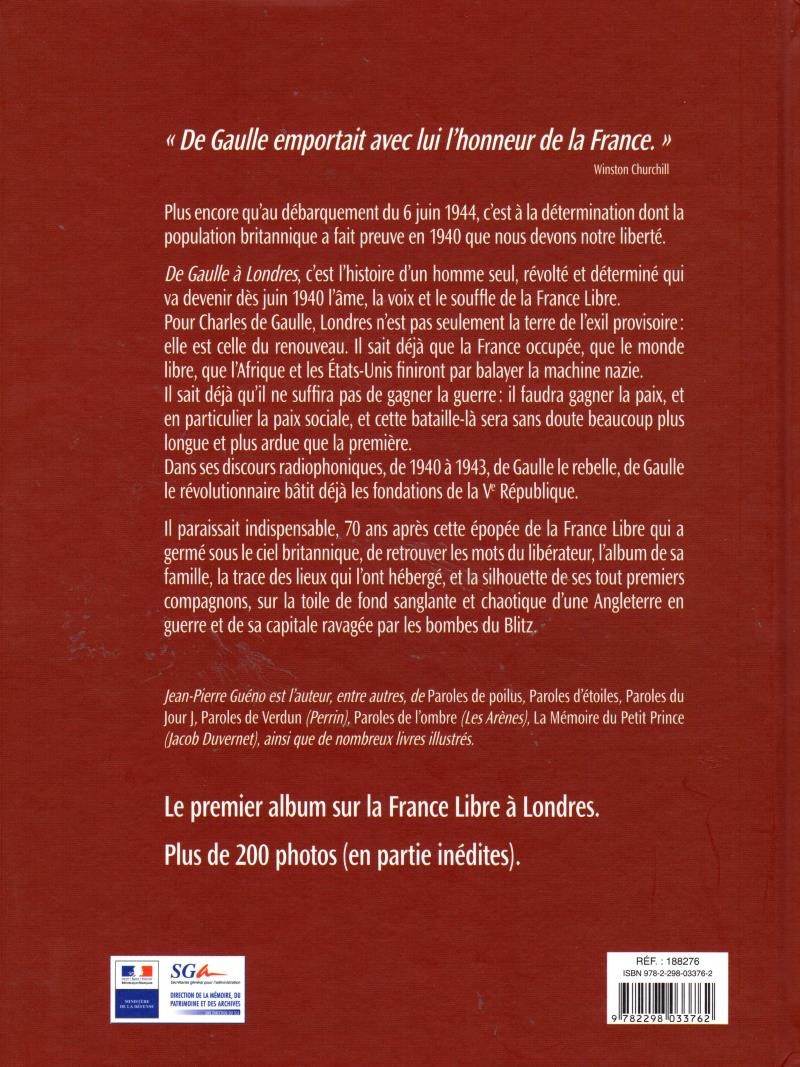 « De Gaulle emportait avec lui l’honneur de la France. »
Winston Churchill
Plus encore qu’au débarquement du 6 juin 1944, c’est à la détermination dont la
population britannique a fait preuve en 1940 que nous devons notre liberté.
De Gaulle à Londres, c’est l’histoire d’un homme seul, révolté et déterminé qui
va devenir dès juin 1940 l’âme, la voix et le souffle de la France Libre.
Pour Charles de Gaulle, Londres n’est pas seulement la terre de l’exil provisoire :
elle est celle du renouveau. Il sait déjà que la France occupée, que le monde
libre, que l’Afrique et les États-Unis finiront par balayer la machine nazie.
Il sait déjà qu’il ne suffira pas de gagner la guerre : il faudra gagner la paix, et
en particulier la paix sociale, et cette bataille-là sera sans doute beaucoup plus
longue et plus ardue que la première.
Dans ses discours radiophoniques, de 1940 à 1943, de Gaulle le rebelle, de Gaulle
le révolutionnaire bâtit déjà les fondations de la Ve République.
Il paraissait indispensable, 70 ans après cette épopée de la France Libre qui a
germé sous le ciel britannique, de retrouver les mots du libérateur, l’album de sa
famille, la trace des lieux qui l’ont hébergé, et la silhouette de ses tout premiers
compagnons, sur la toile de fond sanglante et chaotique d’une Angleterre en
guerre et de sa capitale ravagée par les bombes du Blitz.
Jean-Pierre Guéno est l’auteur, entre autres, de Paroles de poilus, Paroles d’étoiles, Paroles du
Jour J, Paroles de Verdun (Perrin), Paroles de l’ombre (Les Arènes), La Mémoire du Petit Prince
(Jacob Duvernet), ainsi que de nombreux livres illustrés.
Le premier album sur la France Libre à Londres.
Plus de 200 photos (en partie inédites).
MINISTÈRE
DE LA DÉFENSE
SGA
Secrétariat général pour l’administration
DIRECTION DE LA MÉMOIRE, DU
PATRIMOINE ET DES ARCHIVES
UNE DIRECTION DU SGA
RÉF. : 188276
ISBN 978-2-298-03376-2
9 782298 033762